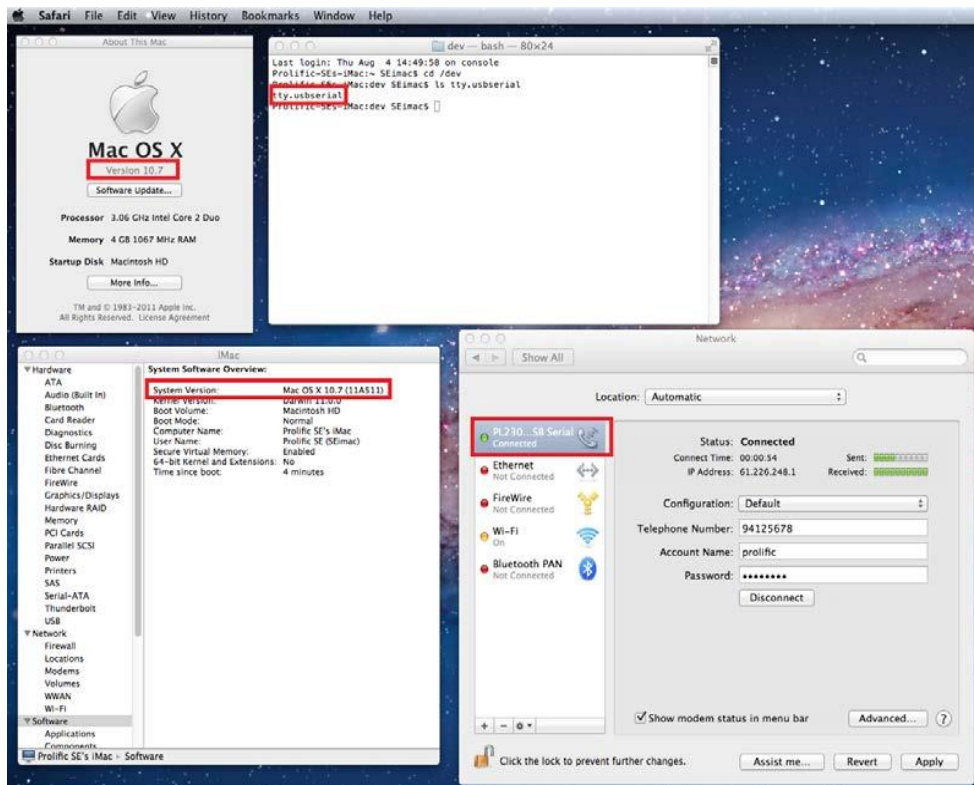 Safari File Edit View History Bookmarks Window Help
About This Mac
Mac OS X
Version 10.7
Software Update...
Processor 3.06 GHz Intel Core 2 Duo
Memory 4 GB 1067 MHz RAM
Startup Disk Macintosh HD
More Info...
TM and © 1983-2011 Apple Inc.
All Rights Reserved. License Agreement
dev — bash — 80×24
Last login: Thu Aug 4 14:49:58 on console
Prolific-SEs-iMac:~ SEimac$ cd /dev
Prolific-SEs-iMac:dev SEimac$ ls tty.usbserial
tty.usbserial
Prolific-SEs-iMac:dev SEimac$
iMac
Hardware
ATA
Audio (Built In)
Bluetooth
Card Reader
Diagnostics
Disc Burning
Ethernet Cards
Fibre Channel
FireWire
Graphics/Displays
Hardware RAID
Memory
PCI Cards
Parallel SCSI
Power
Printers
SAS
Serial-ATA
Thunderbolt
USB
Network
Firewall
Locations
Modems
Volumes
WWAN
Wi-Fi
Software
Applications
Components
System Software Overview:
System Version: Mac OS X 10.7 (11A511)
Kernel Version: Darwin 11.0.0
Boot Volume: Macintosh HD
Boot Mode: Normal
Computer Name: Prolific SE's iMac
User Name: Prolific SE (SEimac)
Secure Virtual Memory: Enabled
64-bit Kernel and Extensions: No
Time since boot: 4 minutes
Prolific SE's iMac Software
Network
Show All
Location: Automatic
PL230...S8 Serial
Connected
Ethernet
Not Connected
FireWire
Not Connected
Wi-Fi
On
Bluetooth PAN
Not Connected
Status: Connected
Connect Time: 00:00:54 Sent:
IP Address: 61.226.248.1 Received:
Configuration: Default
Telephone Number: 94125678
Account Name: prolific
Password: ••••••••
Disconnect
Show modem status in menu bar
Advanced...
?
Click the lock to prevent further changes.
Assist me... Revert Apply